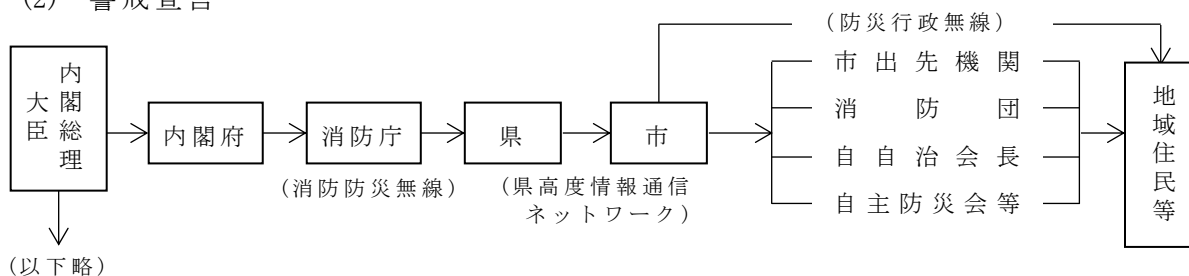 (2) 警戒宣言
(防災行政無線)
内閣総理
大臣
内閣府
消防庁
県
市
市出先機関
消防団
自自治会長
自主防災会等
地域住民等
(消防防災無線)
(県高度情報通信
ネットワーク)
(以下略)